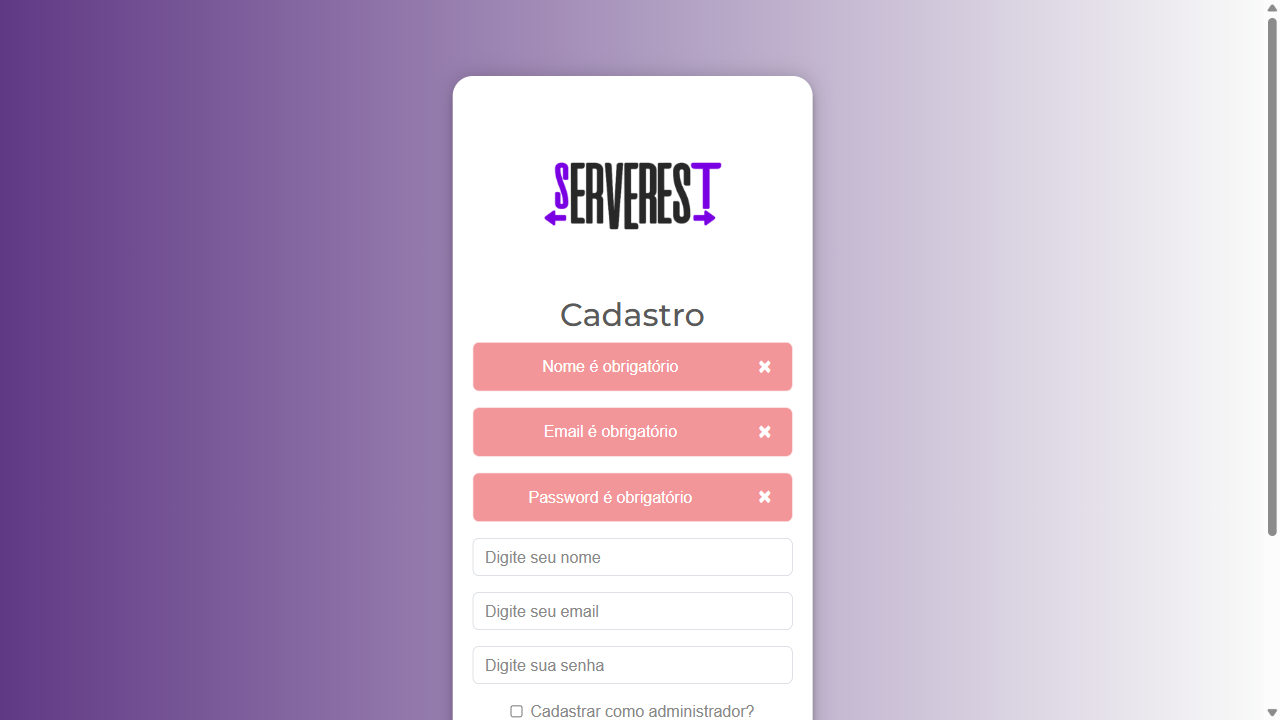 SERVEREST
Cadastro
Nome é obrigatório
Email é obrigatório
Password é obrigatório
Digite seu nome
Digite seu email
Digite sua senha
Cadastrar como administrador?